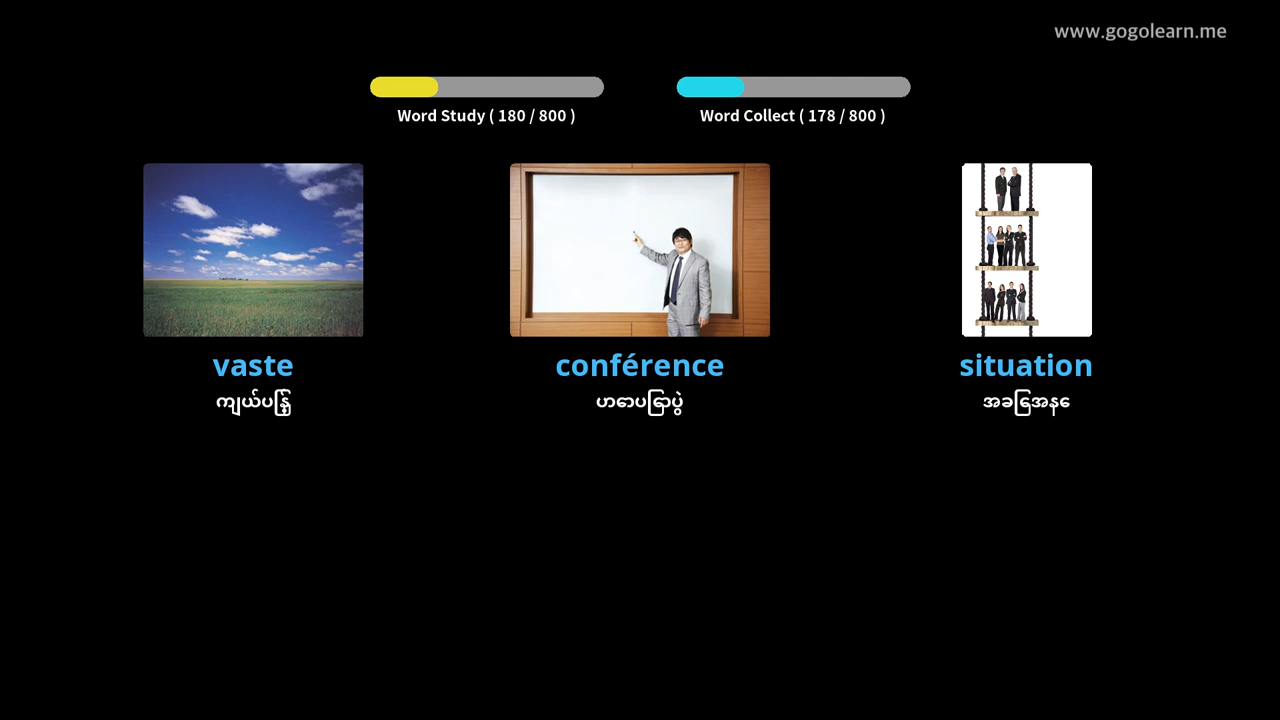 www.gogolearn.me
Word Study ( 180 / 800 )
Word Collect ( 178 / 800 )
vaste
conférence
situation
ကျယ်ပန့်
ဟောပြောပွဲ
အခြေအနေ